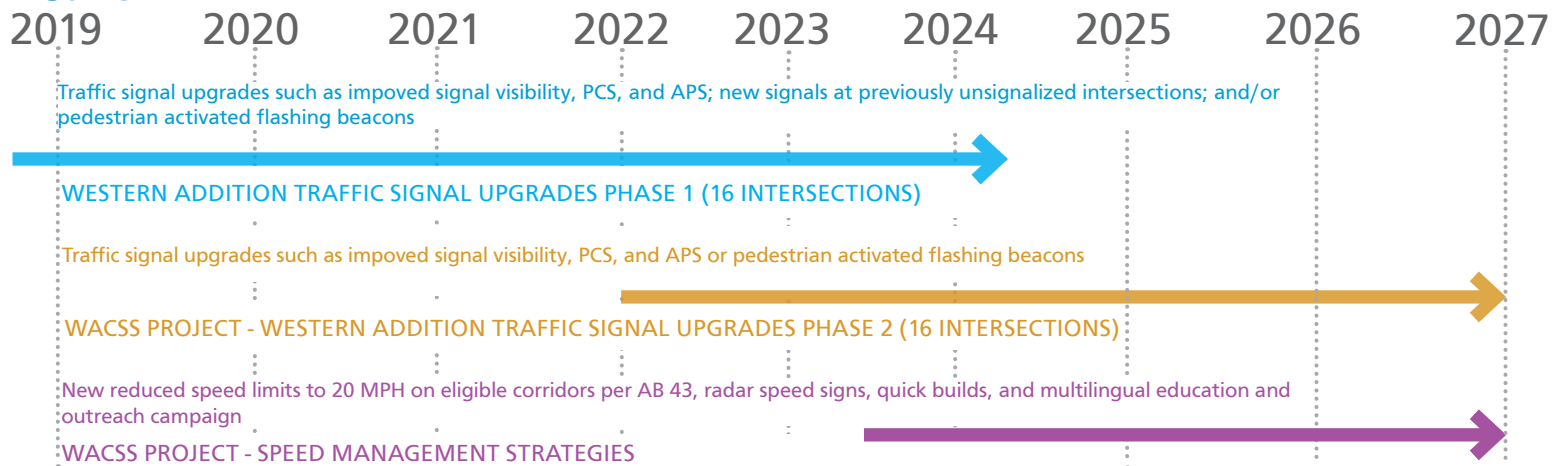 2019 2020 2021 2022 2023 2024 2025 2026 2027
Traffic signal upgrades such as impoved signal visibility, PCS, and APS; new signals at previously unsignalized intersections; and/or
pedestrian activated flashing beacons
WESTERN ADDITION TRAFFIC SIGNAL UPGRADES PHASE 1 (16 INTERSECTIONS)
Traffic signal upgrades such as impoved signal visibility, PCS, and APS or pedestrian activated flashing beacons
WACSS PROJECT - WESTERN ADDITION TRAFFIC SIGNAL UPGRADES PHASE 2 (16 INTERSECTIONS)
New reduced speed limits to 20 MPH on eligible corridors per AB 43, radar speed signs, quick builds, and multilingual education and
outreach campaign
WACSS PROJECT - SPEED MANAGEMENT STRATEGIES